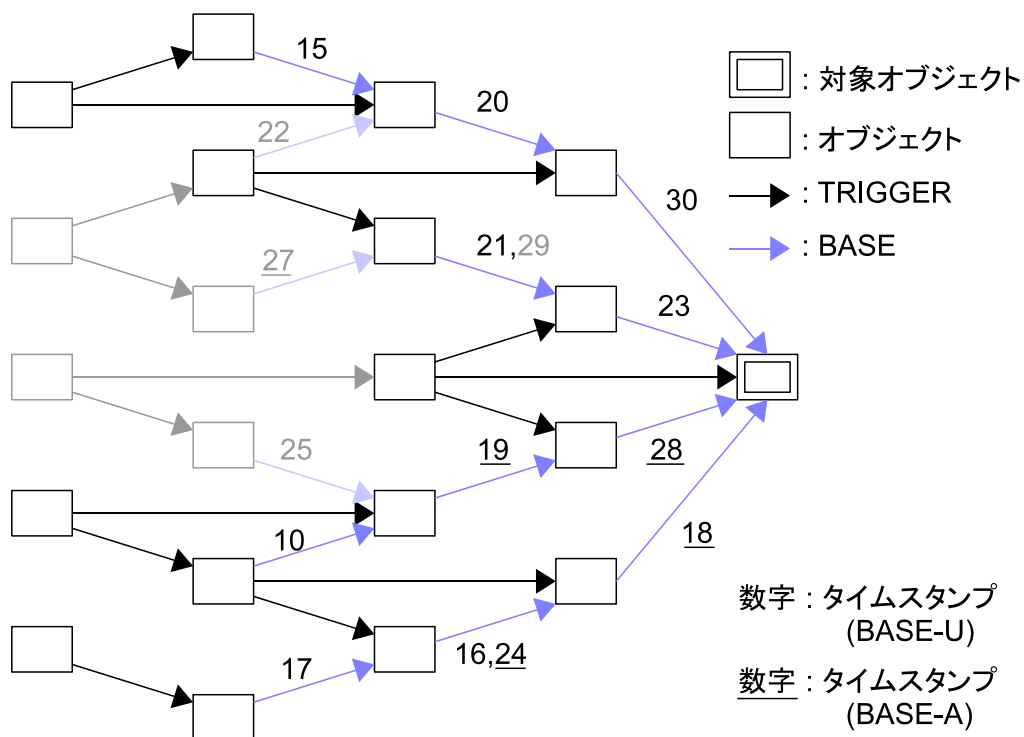 15
20
22
30
27
21,29
23
25
19
28
10
18
17
16,24
: 対象オブジェクト
: オブジェクト
: TRIGGER
: BASE
数字 : タイムスタンプ
(BASE-U)
数字 : タイムスタンプ
(BASE-A)